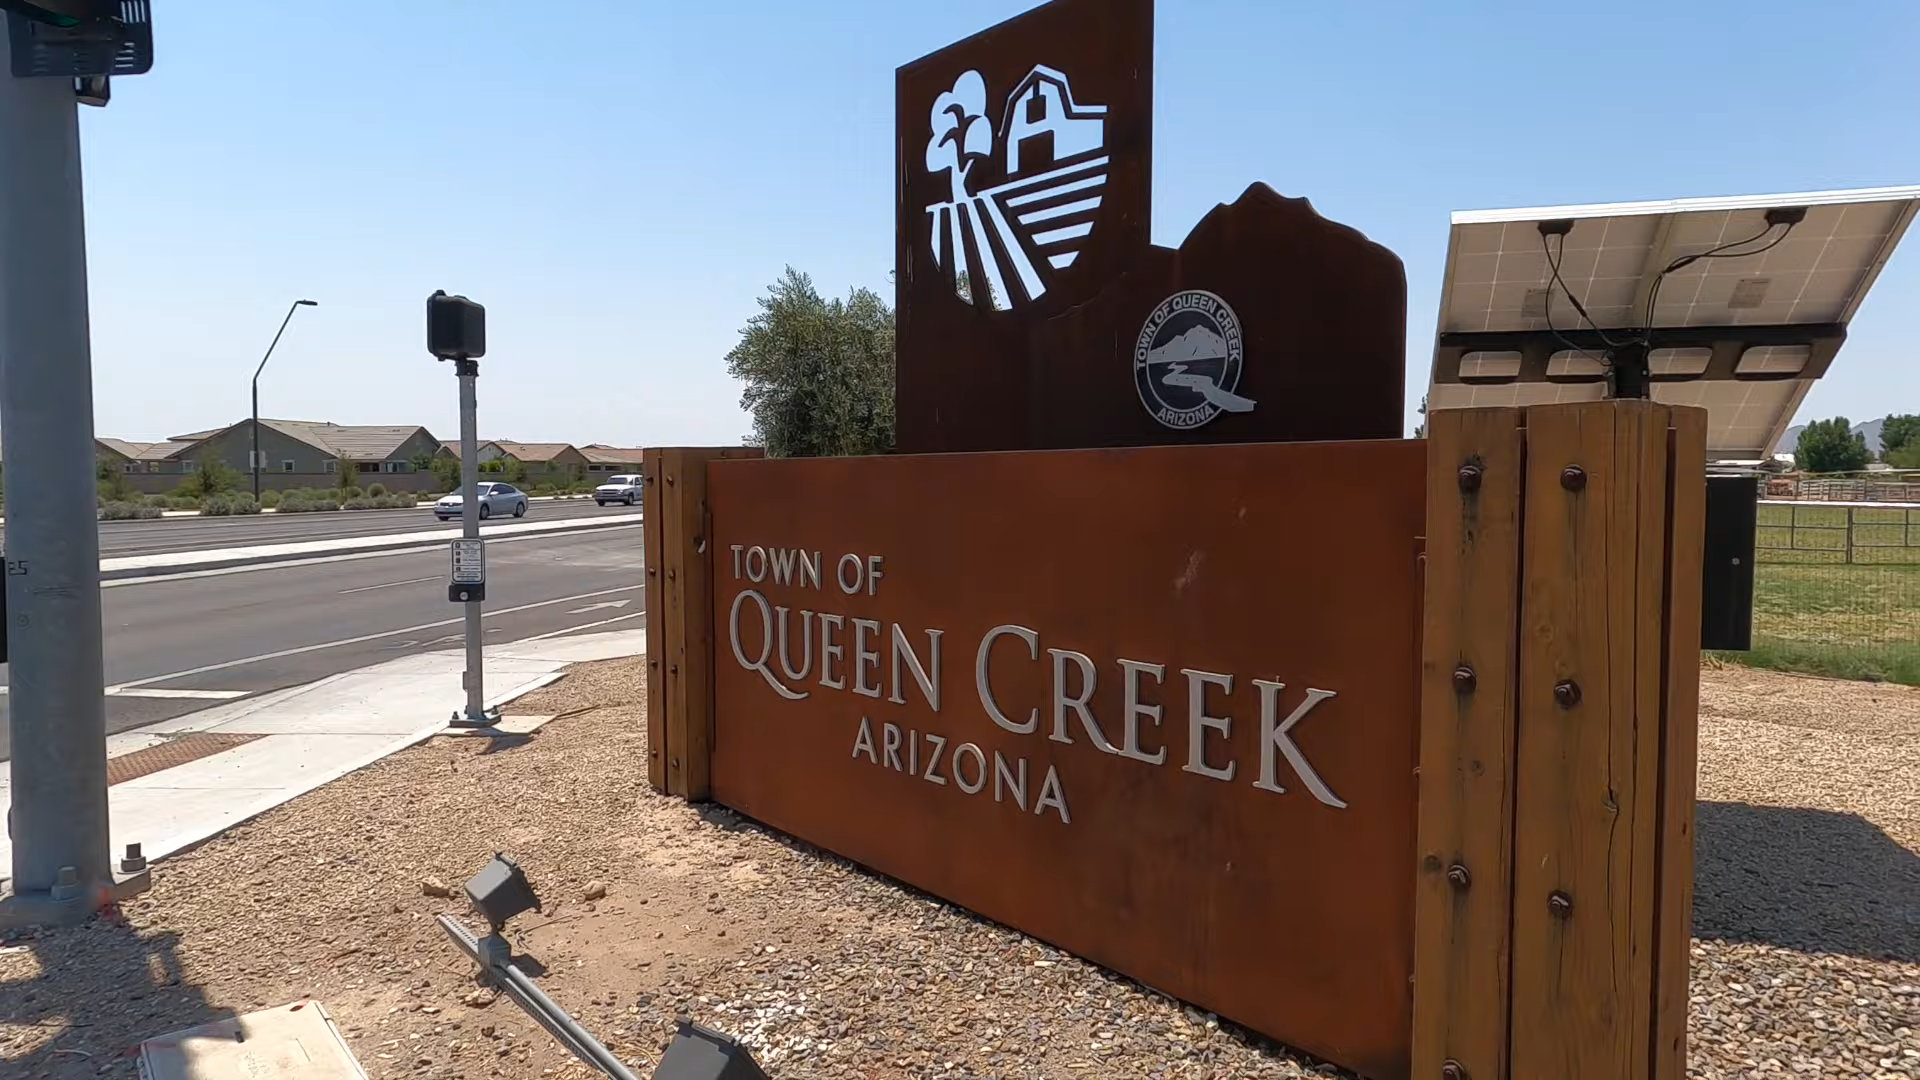 TOWN OF QUEEN CREEK
ARIZONA
TOWN OF
QUEEN CREEK
ARIZONA